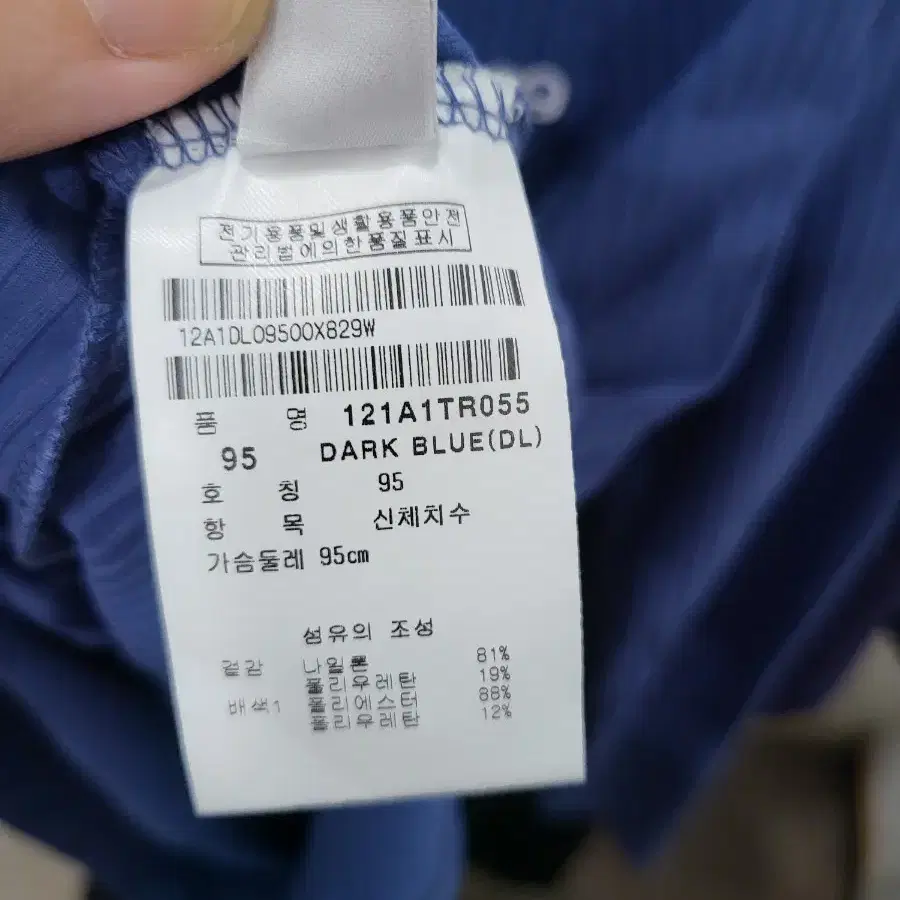 전기용품및생활용품안전
관리법에의한품질표시
12A1DL09500X829W
품 명 121A1TR055
95 DARK BLUE(DL)
호 칭 95
항 목 신체치수
가슴둘레 95cm
섬유의 조성
겉감 나일론 81%
폴리우레탄 19%
배색1 폴리에스터 88%
폴리우레탄 12%